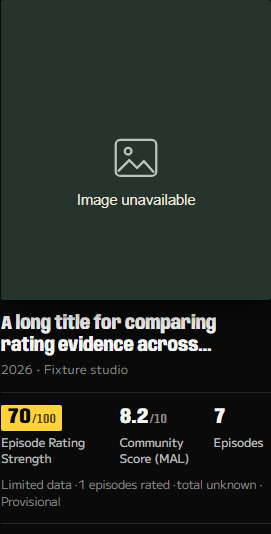 Image unavailable
A long title for comparing
rating evidence across...
2026 · Fixture studio
70/100
8.2/10
7
Episode Rating
Strength
Community
Score (MAL)
Episodes
Limited data ·1 episodes rated ·total unknown ·
Provisional